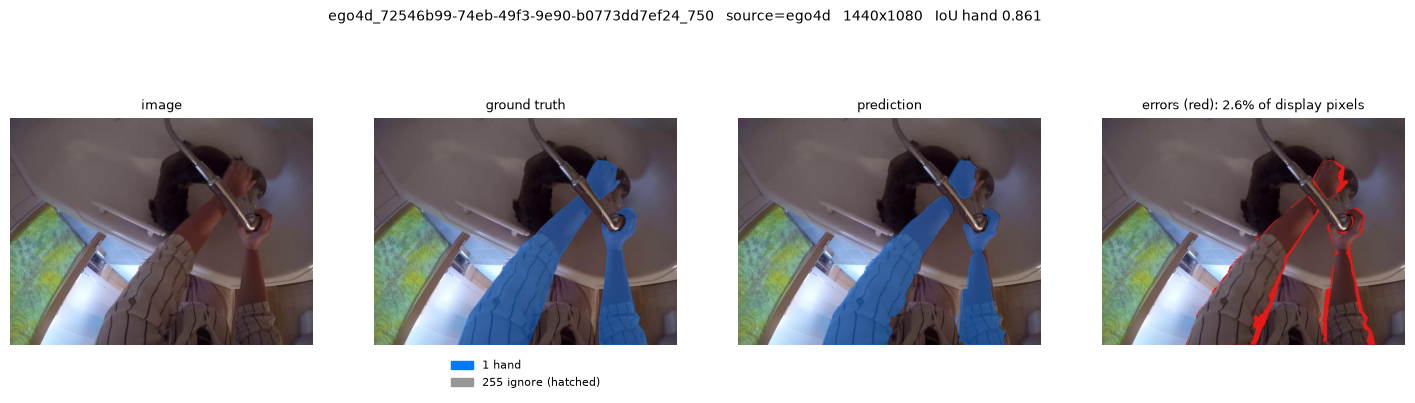 ego4d_72546b99-74eb-49f3-9e90-b0773dd7ef24_750   source=ego4d   1440x1080   IoU hand 0.861
image
ground truth
prediction
errors (red): 2.6% of display pixels
1 hand
255 ignore (hatched)